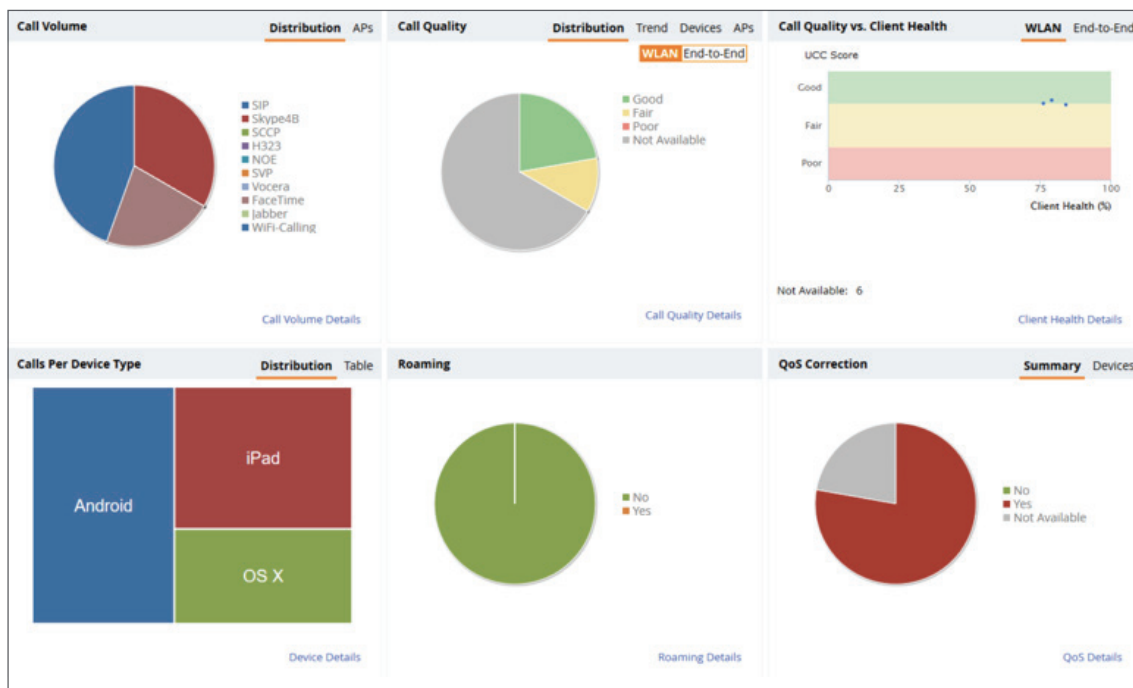 Call Volume
Distribution APs
SIP
Skype4B
SCCP
H323
NOE
SVP
Vocera
FaceTime
Jabber
WiFi-Calling
Call Volume Details
Call Quality
Distribution Trend Devices APs
WLAN End-to-End
Good
Fair
Poor
Not Available
Call Quality Details
Call Quality vs. Client Health
WLAN End-to-End
UCC Score
Good
Fair
Poor
0 25 50 75 100
Client Health (%)
Not Available: 6
Client Health Details
Calls Per Device Type
Distribution Table
Android
iPad
OS X
Device Details
Roaming
No
Yes
Roaming Details
QoS Correction
Summary Devices
No
Yes
Not Available
QoS Details